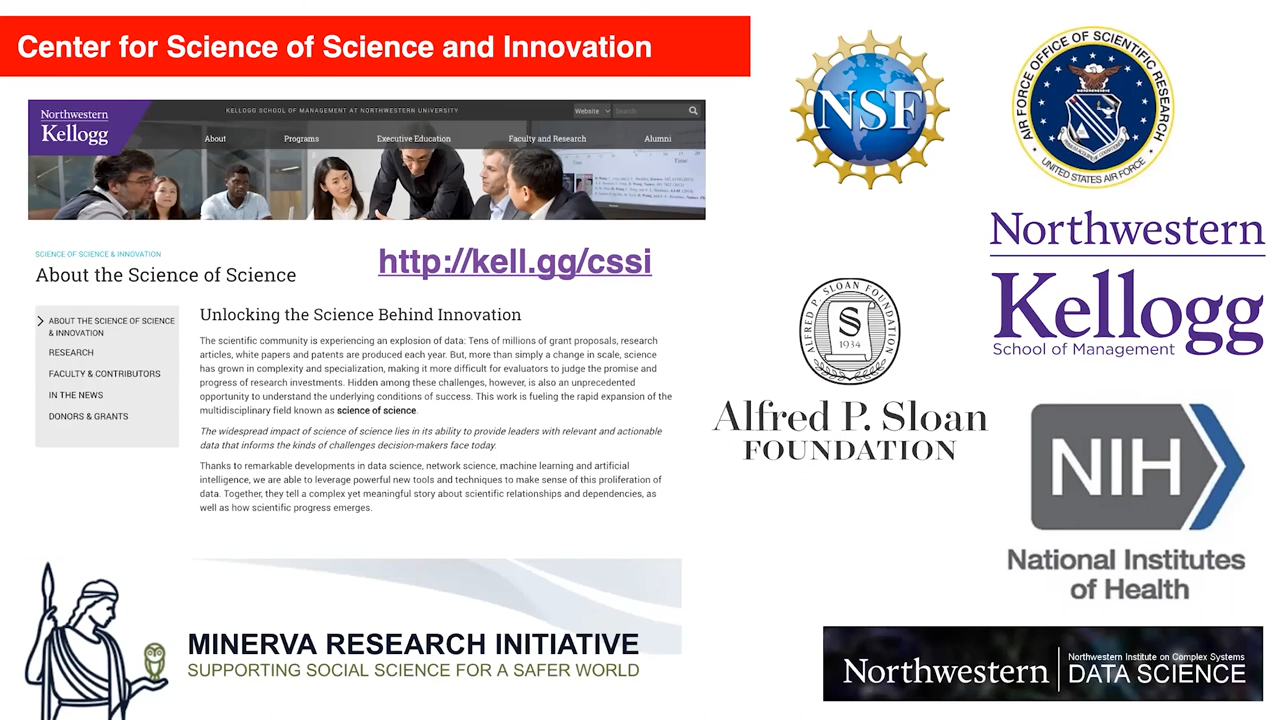 Center for Science of Science and Innovation
Northwestern
Kellogg
KELLOGG SCHOOL OF MANAGEMENT AT NORTHWESTERN UNIVERSITY
Website
Search
About
Programs
Executive Education
Faculty and Research
Alumni
SCIENCE OF SCIENCE & INNOVATION
About the Science of Science
http://kell.gg/cssi
ABOUT THE SCIENCE OF SCIENCE
& INNOVATION
RESEARCH
FACULTY & CONTRIBUTORS
IN THE NEWS
DONORS & GRANTS
Unlocking the Science Behind Innovation
The scientific community is experiencing an explosion of data: Tens of millions of grant proposals, research
articles, white papers and patents are produced each year. But, more than simply a change in scale, science
has grown in complexity and specialization, making it more difficult for evaluators to judge the promise and
progress of research investments. Hidden among these challenges, however, is also an unprecedented
opportunity to understand the underlying conditions of success. This work is fueling the rapid expansion of the
multidisciplinary field known as science of science.
The widespread impact of science of science lies in its ability to provide leaders with relevant and actionable
data that informs the kinds of challenges decision-makers face today.
Thanks to remarkable developments in data science, network science, machine learning and artificial
intelligence, we are able to leverage powerful new tools and techniques to make sense of this proliferation of
data. Together, they tell a complex yet meaningful story about scientific relationships and dependencies, as
well as how scientific progress emerges.
MINERVA RESEARCH INITIATIVE
SUPPORTING SOCIAL SCIENCE FOR A SAFER WORLD
NSF
AIR FORCE OFFICE OF SCIENTIFIC RESEARCH
UNITED STATES AIR FORCE
Northwestern
Kellogg
School of Management
ALFRED P. SLOAN FOUNDATION
S
1934
Alfred P. Sloan
FOUNDATION
NIH
National Institutes
of Health
Northwestern
Northwestern Institute on Complex Systems
DATA SCIENCE